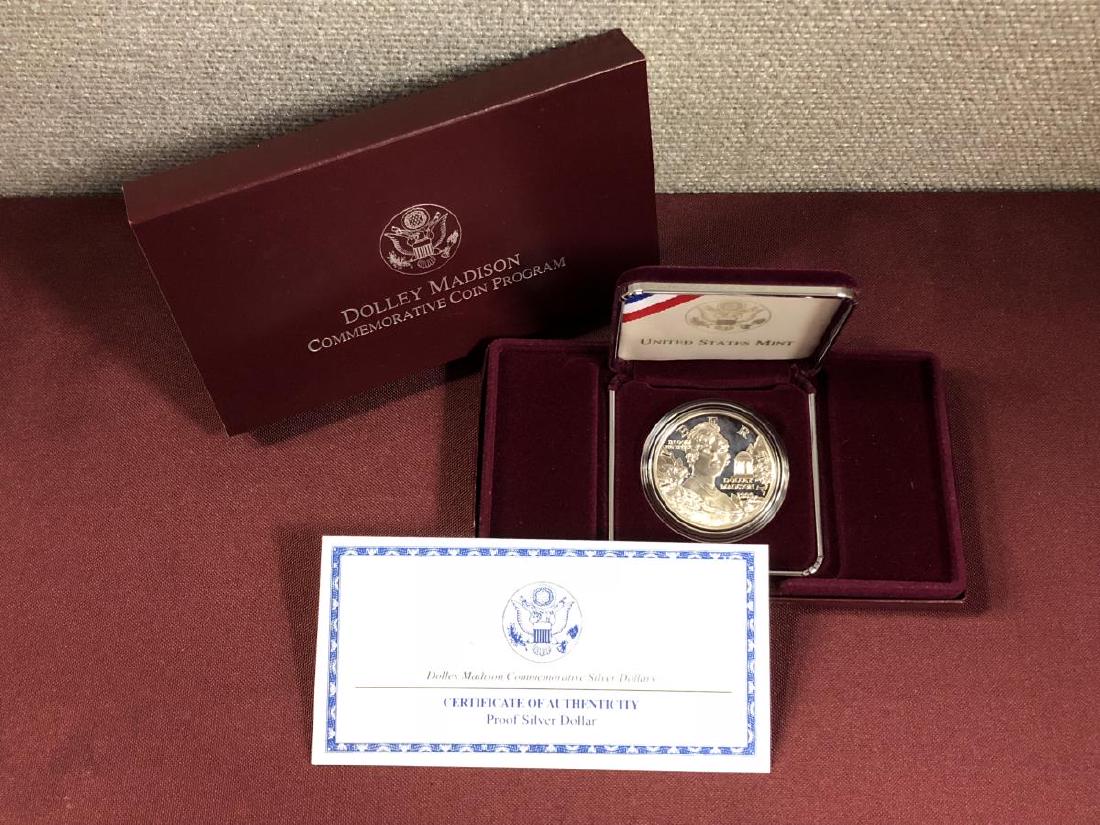 DOLLEY MADISON
COMMEMORATIVE COIN PROGRAM
UNITED STATES MINT
DOLLEY
MADISON
1999
Dolley Madison Commemorative Silver Dollars
CERTIFICATE OF AUTHENTICITY
Proof Silver Dollar